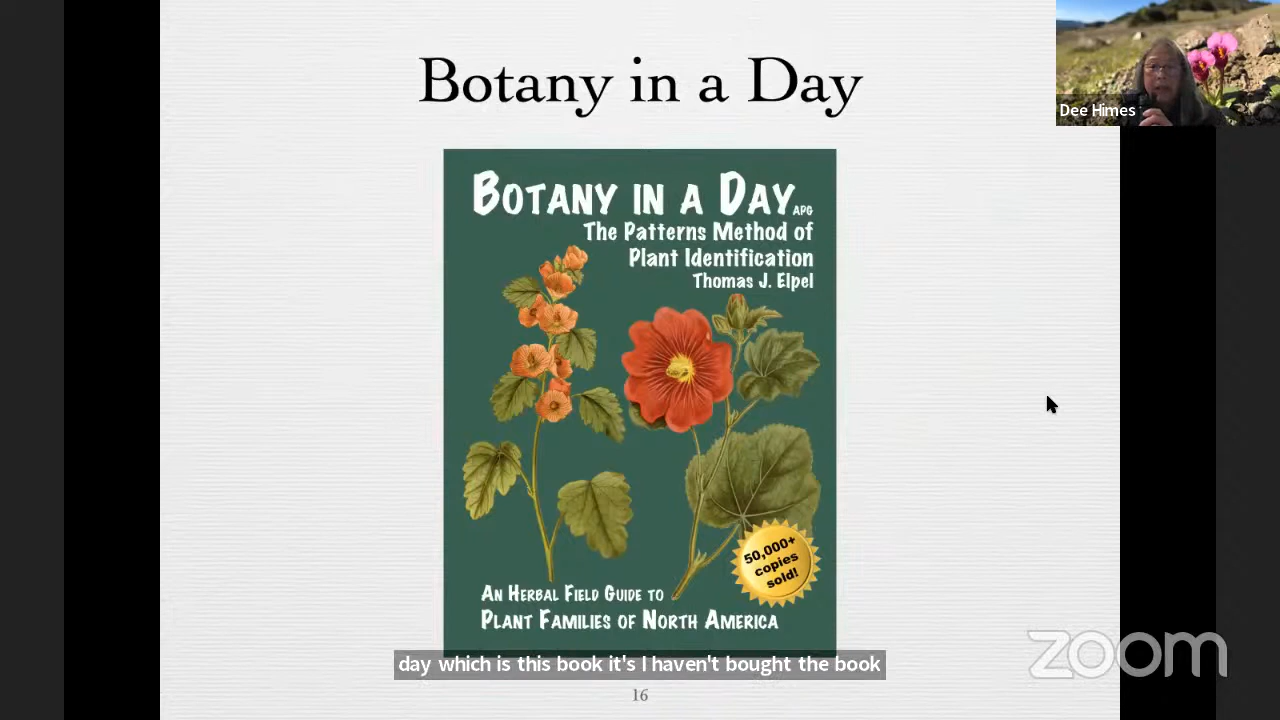 Botany in a Day
Dee Himes
BOTANY IN A DAY APG
The Patterns Method of
Plant Identification
Thomas J. Elpel
50,000+
copies
sold!
AN HERBAL FIELD GUIDE TO
PLANT FAMILIES OF NORTH AMERICA
day which is this book it's I haven't bought the book
zoom
16